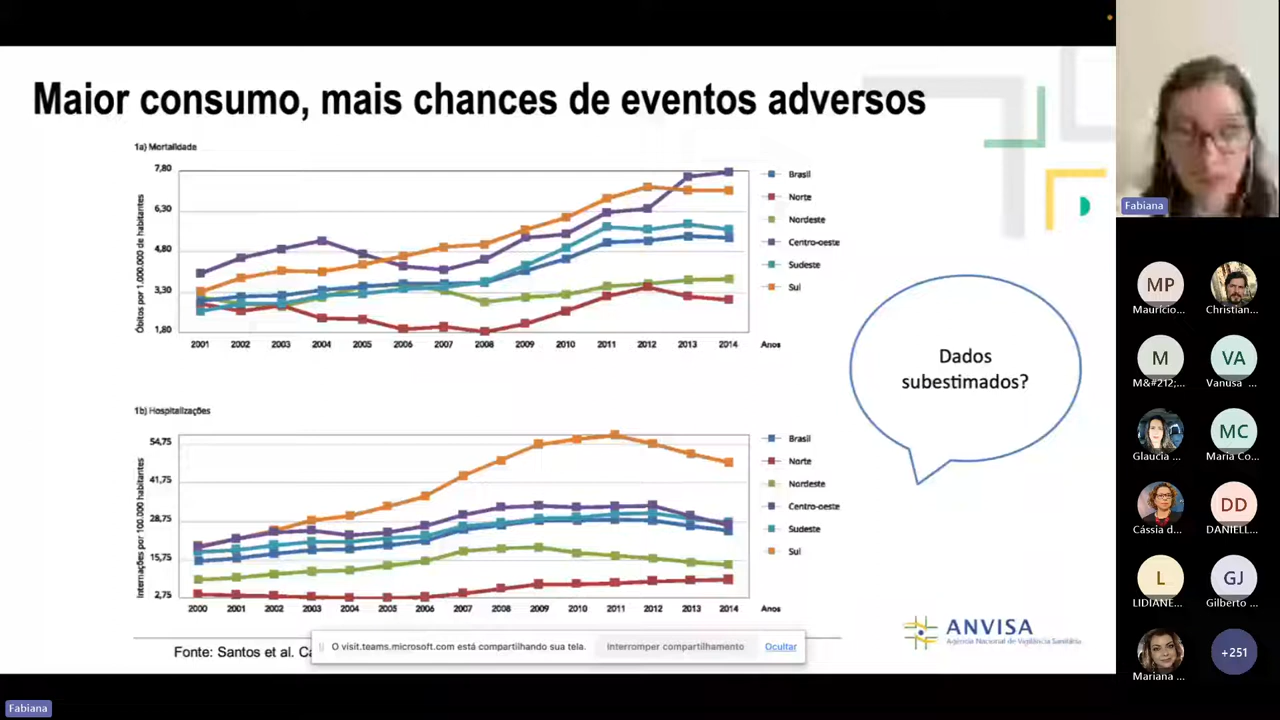 Maior consumo, mais chances de eventos adversos
1a) Mortalidade
Óbitos por 1.000.000 de habitantes
7,80
6,30
4,80
3,30
1,80
2001 2002 2003 2004 2005 2006 2007 2008 2009 2010 2011 2012 2013 2014 Anos
Brasil
Norte
Nordeste
Centro-oeste
Sudeste
Sul
Dados
subestimados?
1b) Hospitalizações
Internações por 100.000 habitantes
54,75
41,75
28,75
15,75
2,75
2000 2001 2002 2003 2004 2005 2006 2007 2008 2009 2010 2011 2012 2013 2014 Anos
Brasil
Norte
Nordeste
Centro-oeste
Sudeste
Sul
ANVISA
Agência Nacional de Vigilância Sanitária
Fonte: Santos et al.
O visit.teams.microsoft.com está compartilhando sua tela. Interromper compartilhamento Ocultar
Fabiana
Fabiana
MP
Maurício...
Christian...
M
M&#212;...
VA
Vanusa ...
Glaucia ...
MC
Maria Co...
Cássia d...
DD
DANIELL...
L
LIDIANE...
GJ
Gilberto ...
Mariana ...
+251